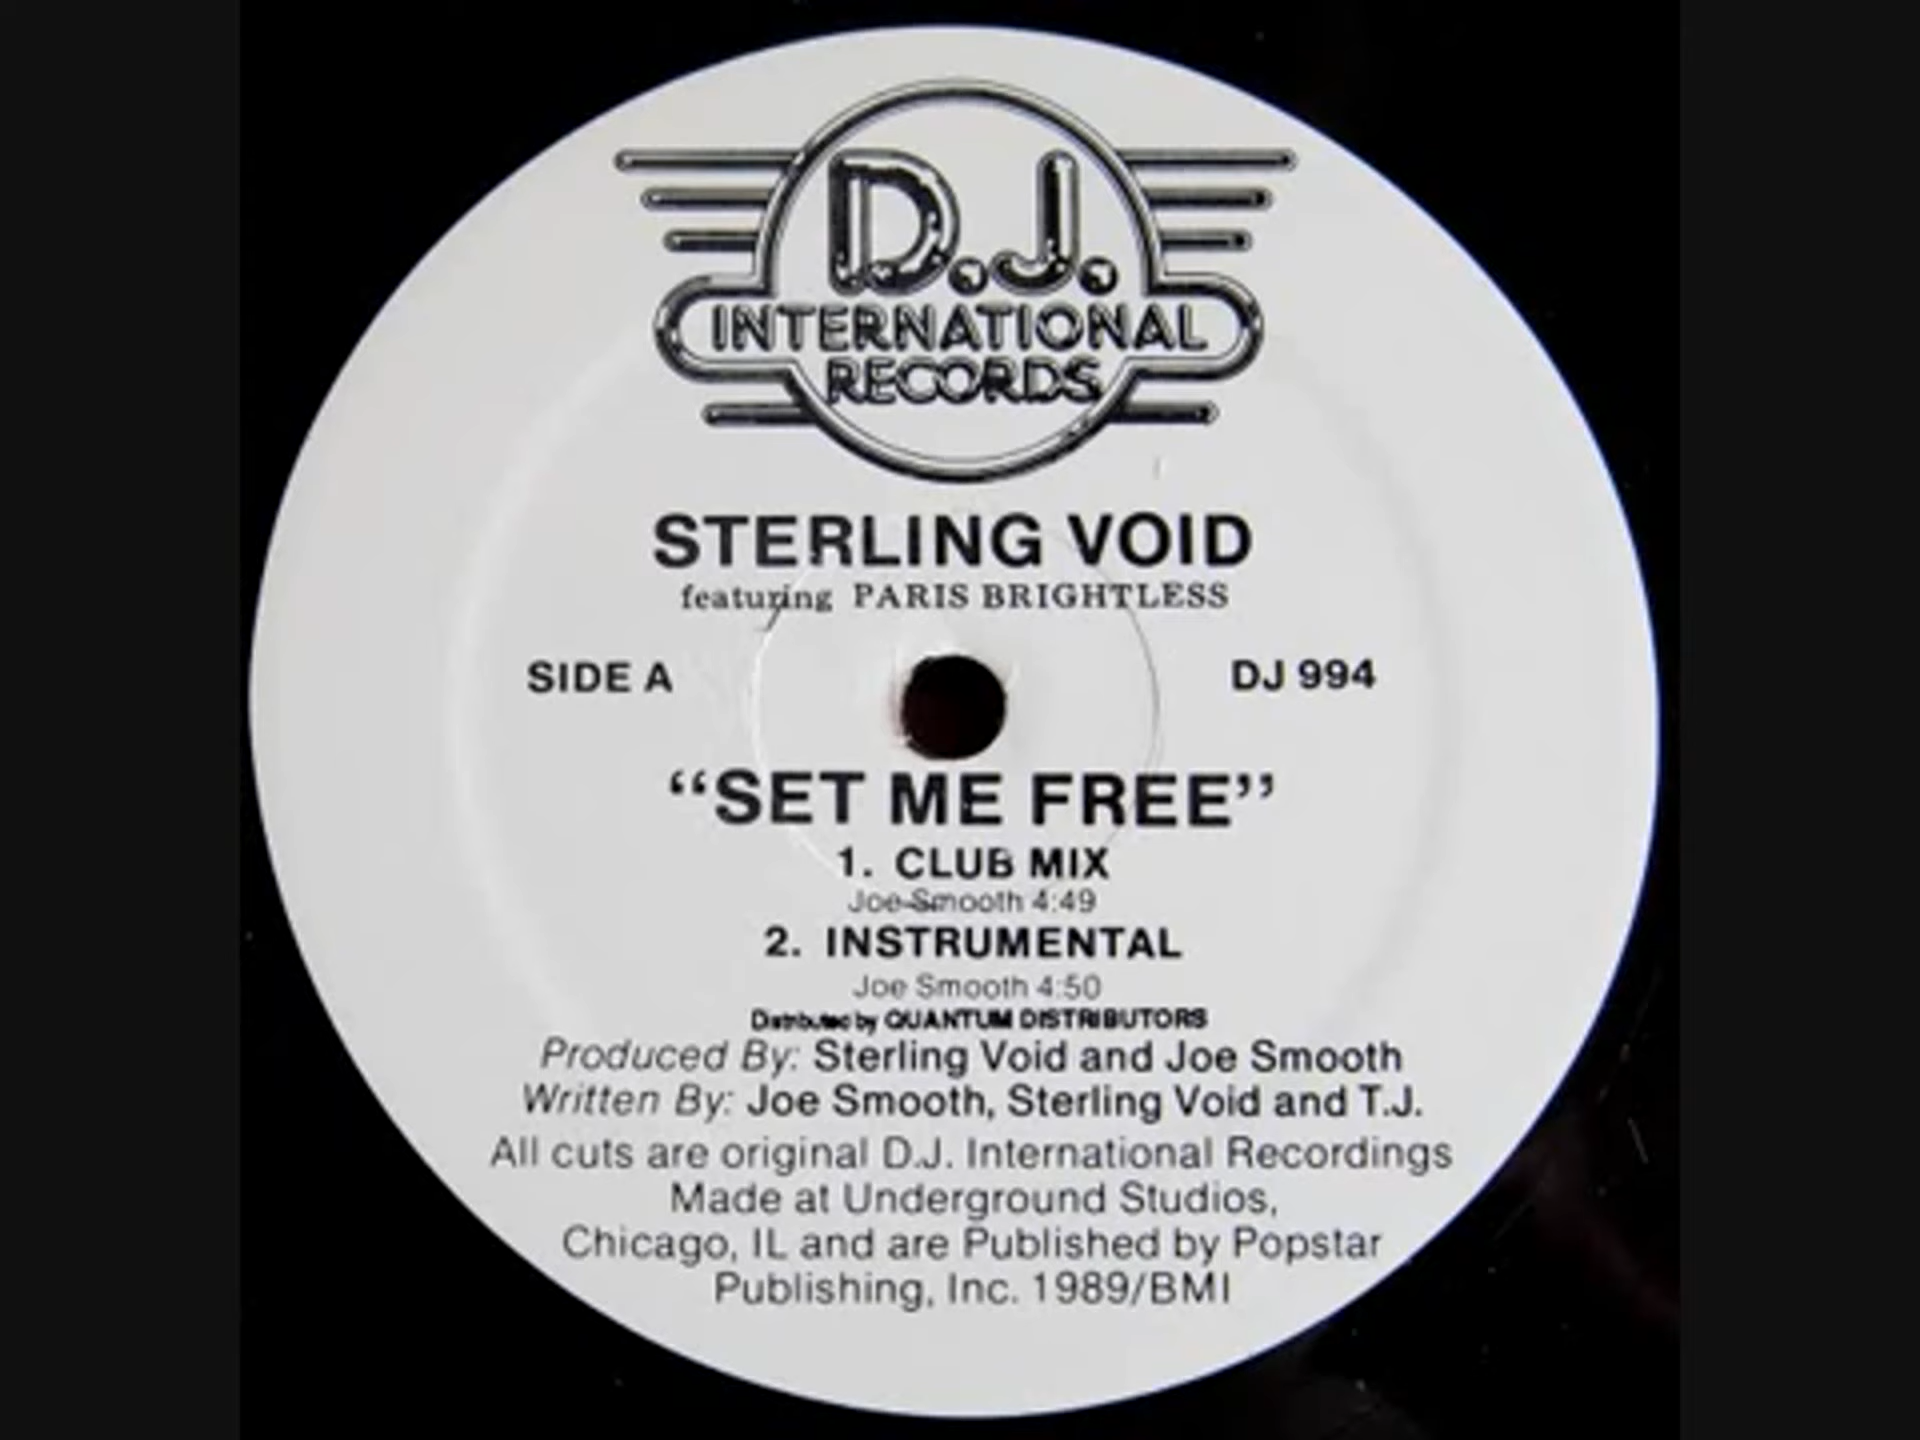 D.J.
INTERNATIONAL
RECORDS
STERLING VOID
featuring PARIS BRIGHTLESS
SIDE A
DJ 994
“SET ME FREE”
1. CLUB MIX
Joe Smooth 4:49
2. INSTRUMENTAL
Joe Smooth 4:50
Distributed by QUANTUM DISTRIBUTORS
Produced By: Sterling Void and Joe Smooth
Written By: Joe Smooth, Sterling Void and T.J.
All cuts are original D.J. International Recordings
Made at Underground Studios,
Chicago, IL and are Published by Popstar
Publishing, Inc. 1989/BMI